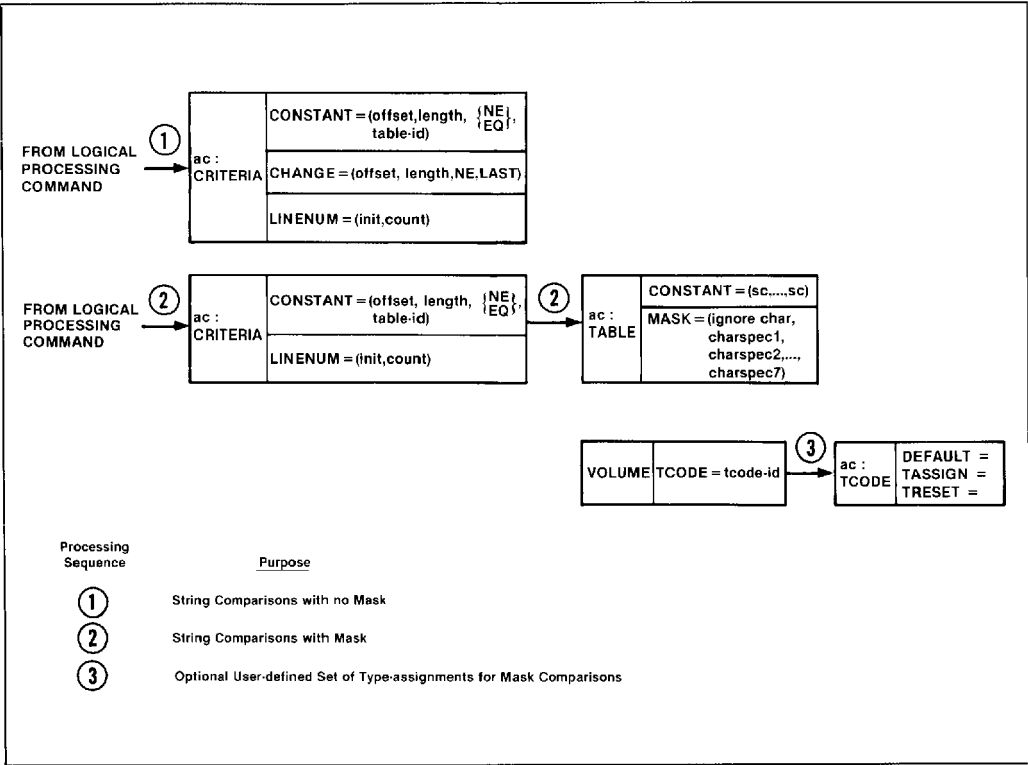 FROM LOGICAL
PROCESSING
COMMAND
1
ac :
CRITERIA
CONSTANT = (offset,length, {NE}
{EQ},
table-id)
CHANGE = (offset, length,NE,LAST)
LINENUM = (init,count)
FROM LOGICAL
PROCESSING
COMMAND
2
ac :
CRITERIA
CONSTANT = (offset, length, {NE}
{EQ},
table-id)
LINENUM = (init,count)
2
ac :
TABLE
CONSTANT = (sc,...,sc)
MASK = (ignore char,
charspec1,
charspec2,...,
charspec7)
VOLUME
TCODE = tcode-id
3
ac :
TCODE
DEFAULT =
TASSIGN =
TRESET =
Processing
Sequence
Purpose
1 String Comparisons with no Mask
2 String Comparisons with Mask
3 Optional User-defined Set of Type-assignments for Mask Comparisons